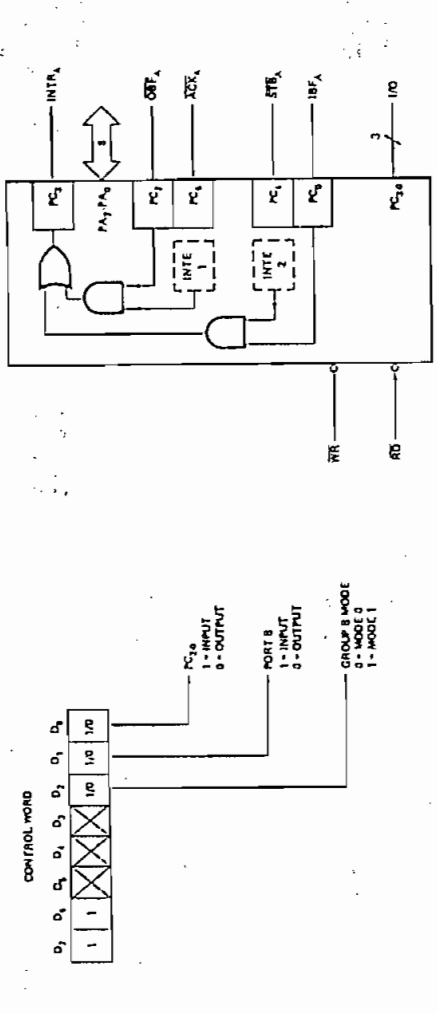 CONTROL WORD
D7 D6 D5 D4 D3 D2 D1 D0
1 1 1/0 1/0 1/0
PC2-0
1 = INPUT
0 = OUTPUT
PORT B
1 = INPUT
0 = OUTPUT
GROUP B MODE
0 = MODE 0
1 = MODE 1
PC3
INTRA
PA7-PA0
8
PC7
OBFA
PC6
ACKA
INTE
1
PC4
STBA
INTE
2
PC5
IBFA
WR
PC2-0
3
I/O
RD